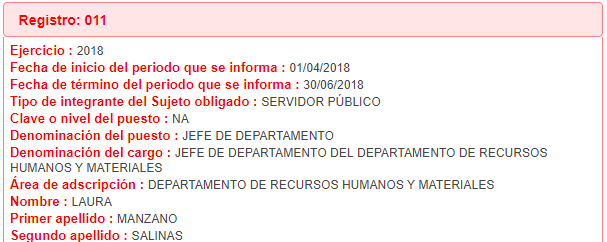 Registro: 011
Ejercicio : 2018
Fecha de inicio del periodo que se informa : 01/04/2018
Fecha de término del periodo que se informa : 30/06/2018
Tipo de integrante del Sujeto obligado : SERVIDOR PÚBLICO
Clave o nivel del puesto : NA
Denominación del puesto : JEFE DE DEPARTAMENTO
Denominación del cargo : JEFE DE DEPARTAMENTO DEL DEPARTAMENTO DE RECURSOS
HUMANOS Y MATERIALES
Área de adscripción : DEPARTAMENTO DE RECURSOS HUMANOS Y MATERIALES
Nombre : LAURA
Primer apellido : MANZANO
Segundo apellido : SALINAS